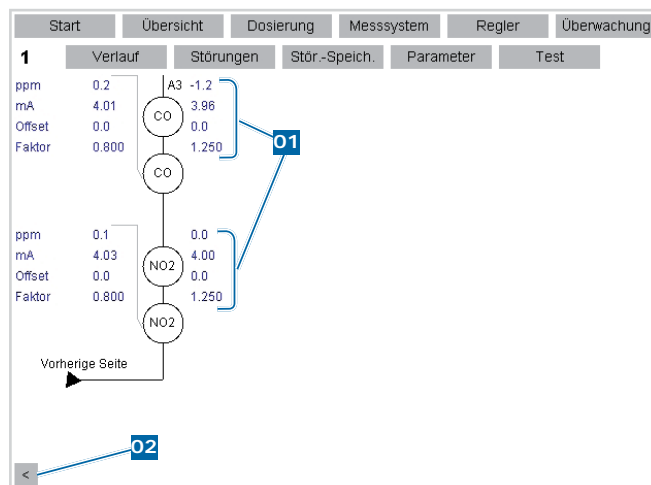 Start Übersicht Dosierung Messsystem Regler Überwachung
1 Verlauf Störungen Stör.-Speich. Parameter Test
ppm 0.2 A3 -1.2
mA 4.01 3.96
CO
Offset 0.0 0.0
01
Faktor 0.800 1.250
CO
ppm 0.1 0.0
mA 4.03 4.00
NO2
Offset 0.0 0.0
Faktor 0.800 1.250
NO2
Vorherige Seite
02
<